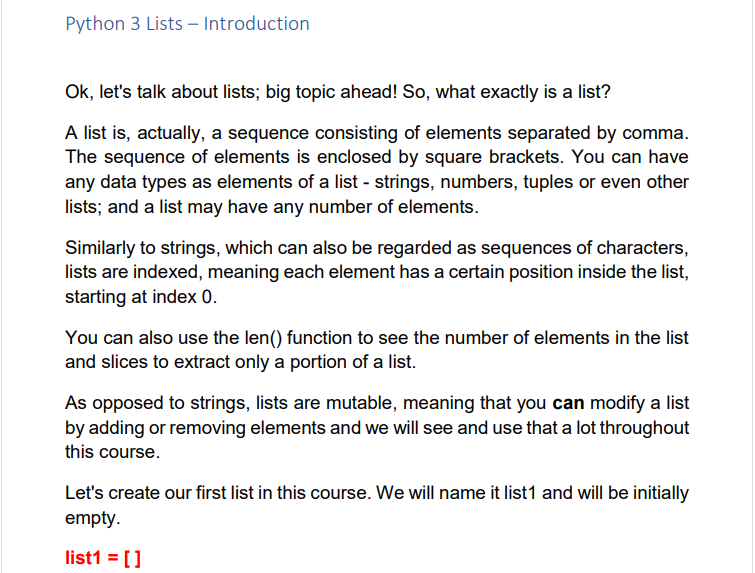 Python 3 Lists – Introduction
Ok, let's talk about lists; big topic ahead! So, what exactly is a list?
A list is, actually, a sequence consisting of elements separated by comma.
The sequence of elements is enclosed by square brackets. You can have
any data types as elements of a list - strings, numbers, tuples or even other
lists; and a list may have any number of elements.
Similarly to strings, which can also be regarded as sequences of characters,
lists are indexed, meaning each element has a certain position inside the list,
starting at index 0.
You can also use the len() function to see the number of elements in the list
and slices to extract only a portion of a list.
As opposed to strings, lists are mutable, meaning that you can modify a list
by adding or removing elements and we will see and use that a lot throughout
this course.
Let's create our first list in this course. We will name it list1 and will be initially
empty.
list1 = [ ]